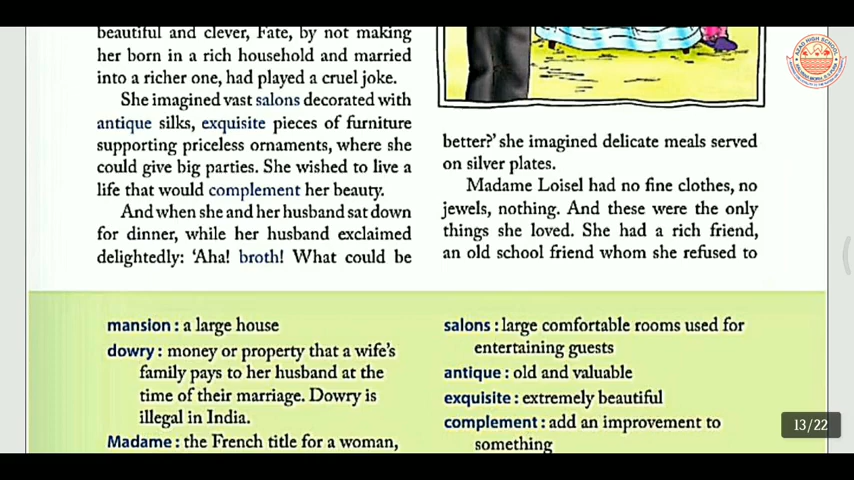 beautiful and clever, Fate, by not making
her born in a rich household and married
into a richer one, had played a cruel joke.
She imagined vast salons decorated with
antique silks, exquisite pieces of furniture
supporting priceless ornaments, where she
could give big parties. She wished to live a
life that would complement her beauty.
And when she and her husband sat down
for dinner, while her husband exclaimed
delightedly: ‘Aha! broth! What could be
better?’ she imagined delicate meals served
on silver plates.
Madame Loisel had no fine clothes, no
jewels, nothing. And these were the only
things she loved. She had a rich friend,
an old school friend whom she refused to
mansion : a large house
dowry : money or property that a wife’s
family pays to her husband at the
time of their marriage. Dowry is
illegal in India.
Madame : the French title for a woman,
salons : large comfortable rooms used for
entertaining guests
antique : old and valuable
exquisite : extremely beautiful
complement : add an improvement to
something
13/22